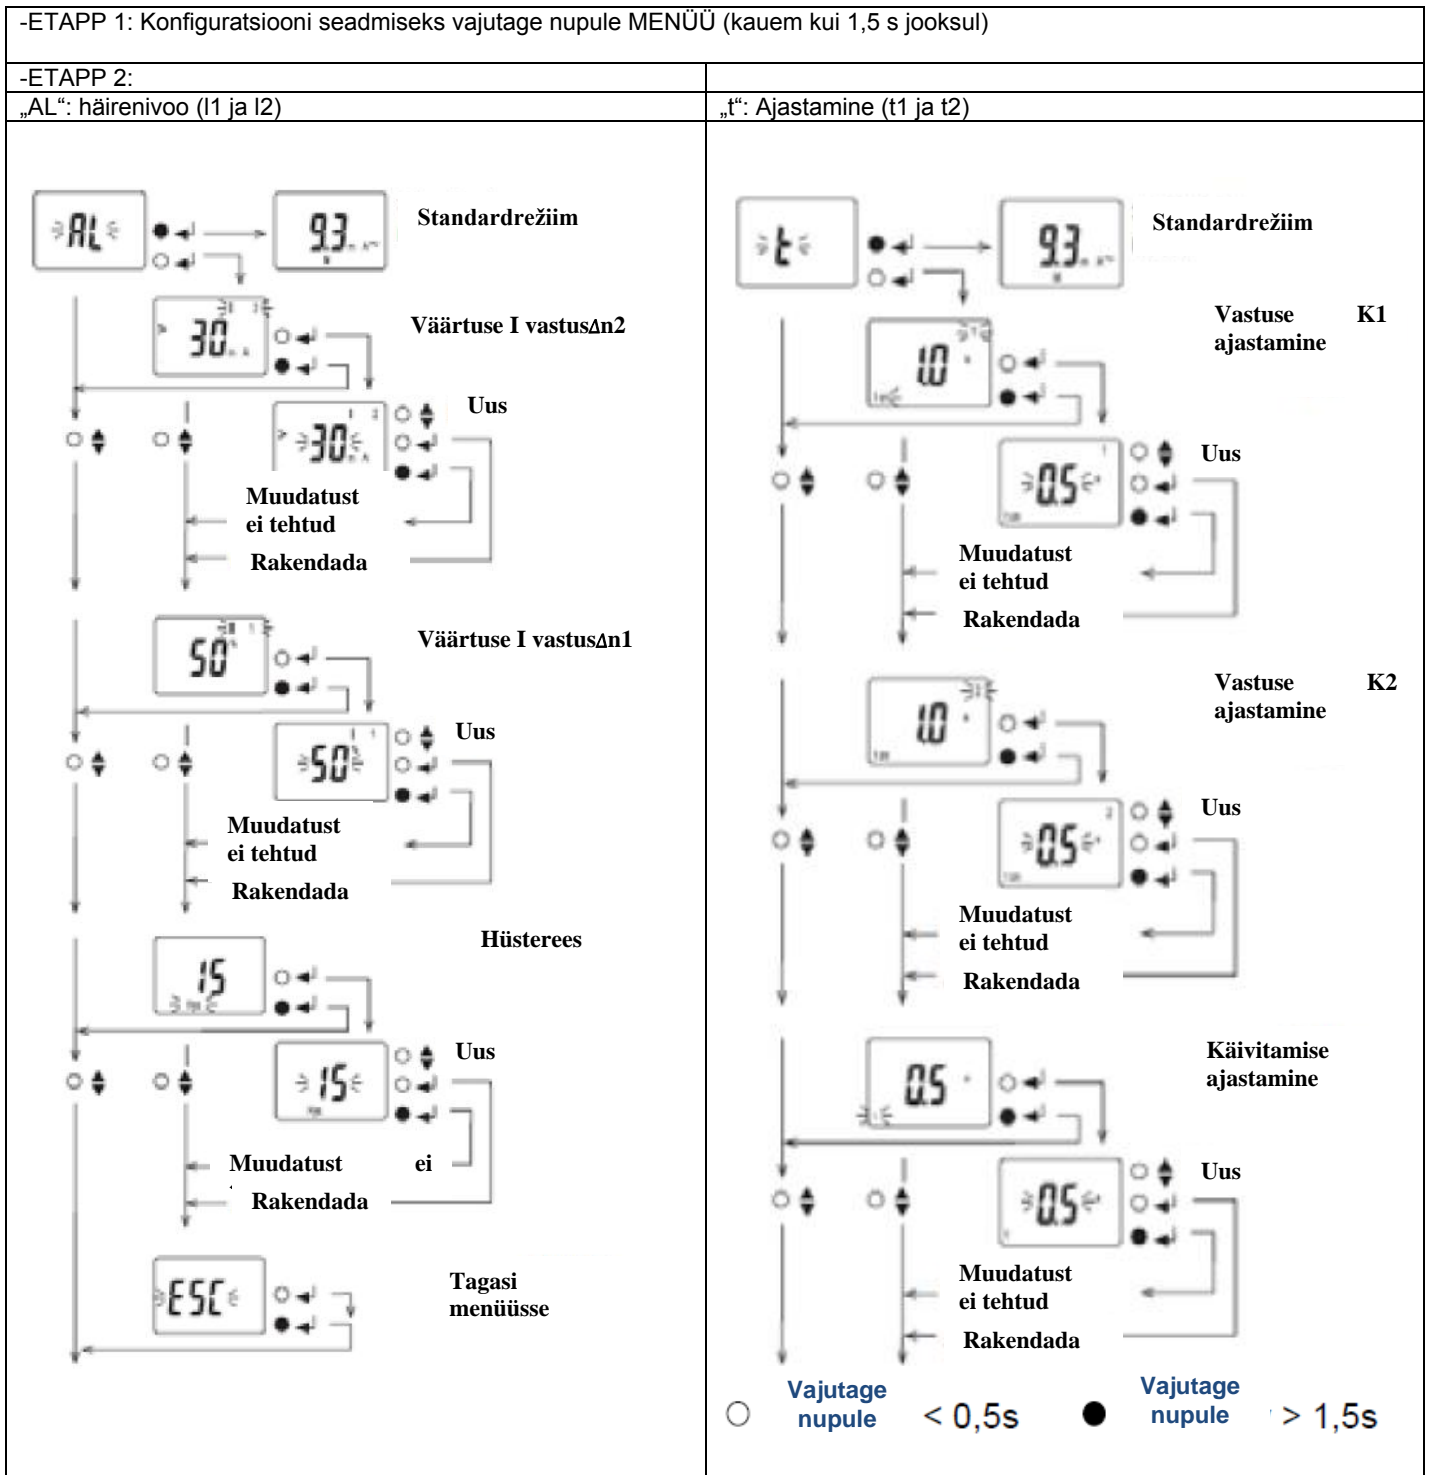 -ETAPP 1: Konfiguratsiooni seadmiseks vajutage nupule MENÜÜ (kauem kui 1,5 s jooksul)
-ETAPP 2:
„AL“: häirenivoo (l1 ja l2)
AL
9.3
Standardrežiim
30
Väärtuse I vastusΔn2
30
Uus
Muudatust
ei tehtud
Rakendada
50
Väärtuse I vastusΔn1
50
Uus
Muudatust
ei tehtud
Rakendada
Hüsterees
15
15
Uus
Muudatust ei
Rakendada
ESC
Tagasi
menüüsse
„t“: Ajastamine (t1 ja t2)
t
9.3
Standardrežiim
Vastuse K1
ajastamine
1.0
0.5
Uus
Muudatust
ei tehtud
Rakendada
Vastuse K2
ajastamine
1.0
0.5
Uus
Muudatust
ei tehtud
Rakendada
Käivitamise
ajastamine
0.5
0.5
Uus
Muudatust
ei tehtud
Rakendada
Vajutage
nupule < 0,5s
Vajutage
nupule > 1,5s